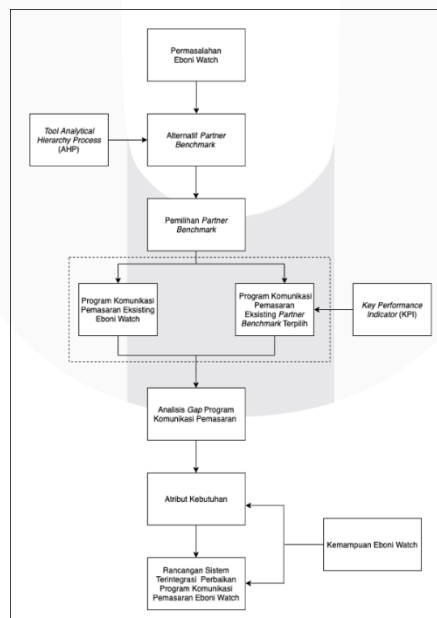 Permasalahan
Eboni Watch
Tool Analytical
Hierarchy Process
(AHP)
Alternatif Partner
Benchmark
Pemilihan Partner
Benchmark
Program Komunikasi
Pemasaran Eksisting
Eboni Watch
Program Komunikasi
Pemasaran
Eksisting Partner
Benchmark Terpilih
Key Performance
Indicator (KPI)
Analisis Gap Program
Komunikasi Pemasaran
Atribut Kebutuhan
Kemampuan Eboni Watch
Rancangan Sistem
Terintegrasi Perbaikan
Program Komunikasi
Pemasaran Eboni Watch